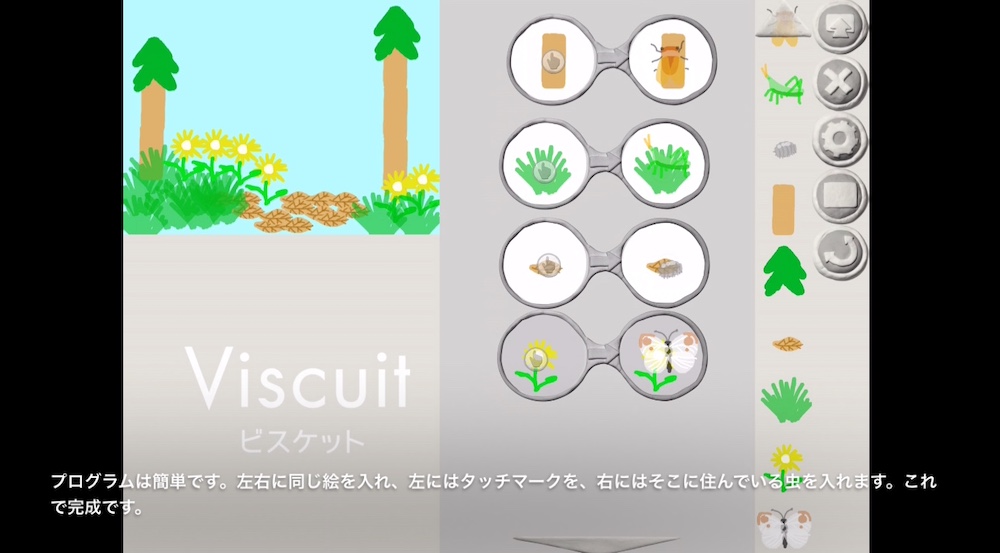 Viscuit
ビスケット
プログラムは簡単です。左右に同じ絵を入れ、左にはタッチマークを、右にはそこに住んでいる虫を入れます。これ
で完成です。